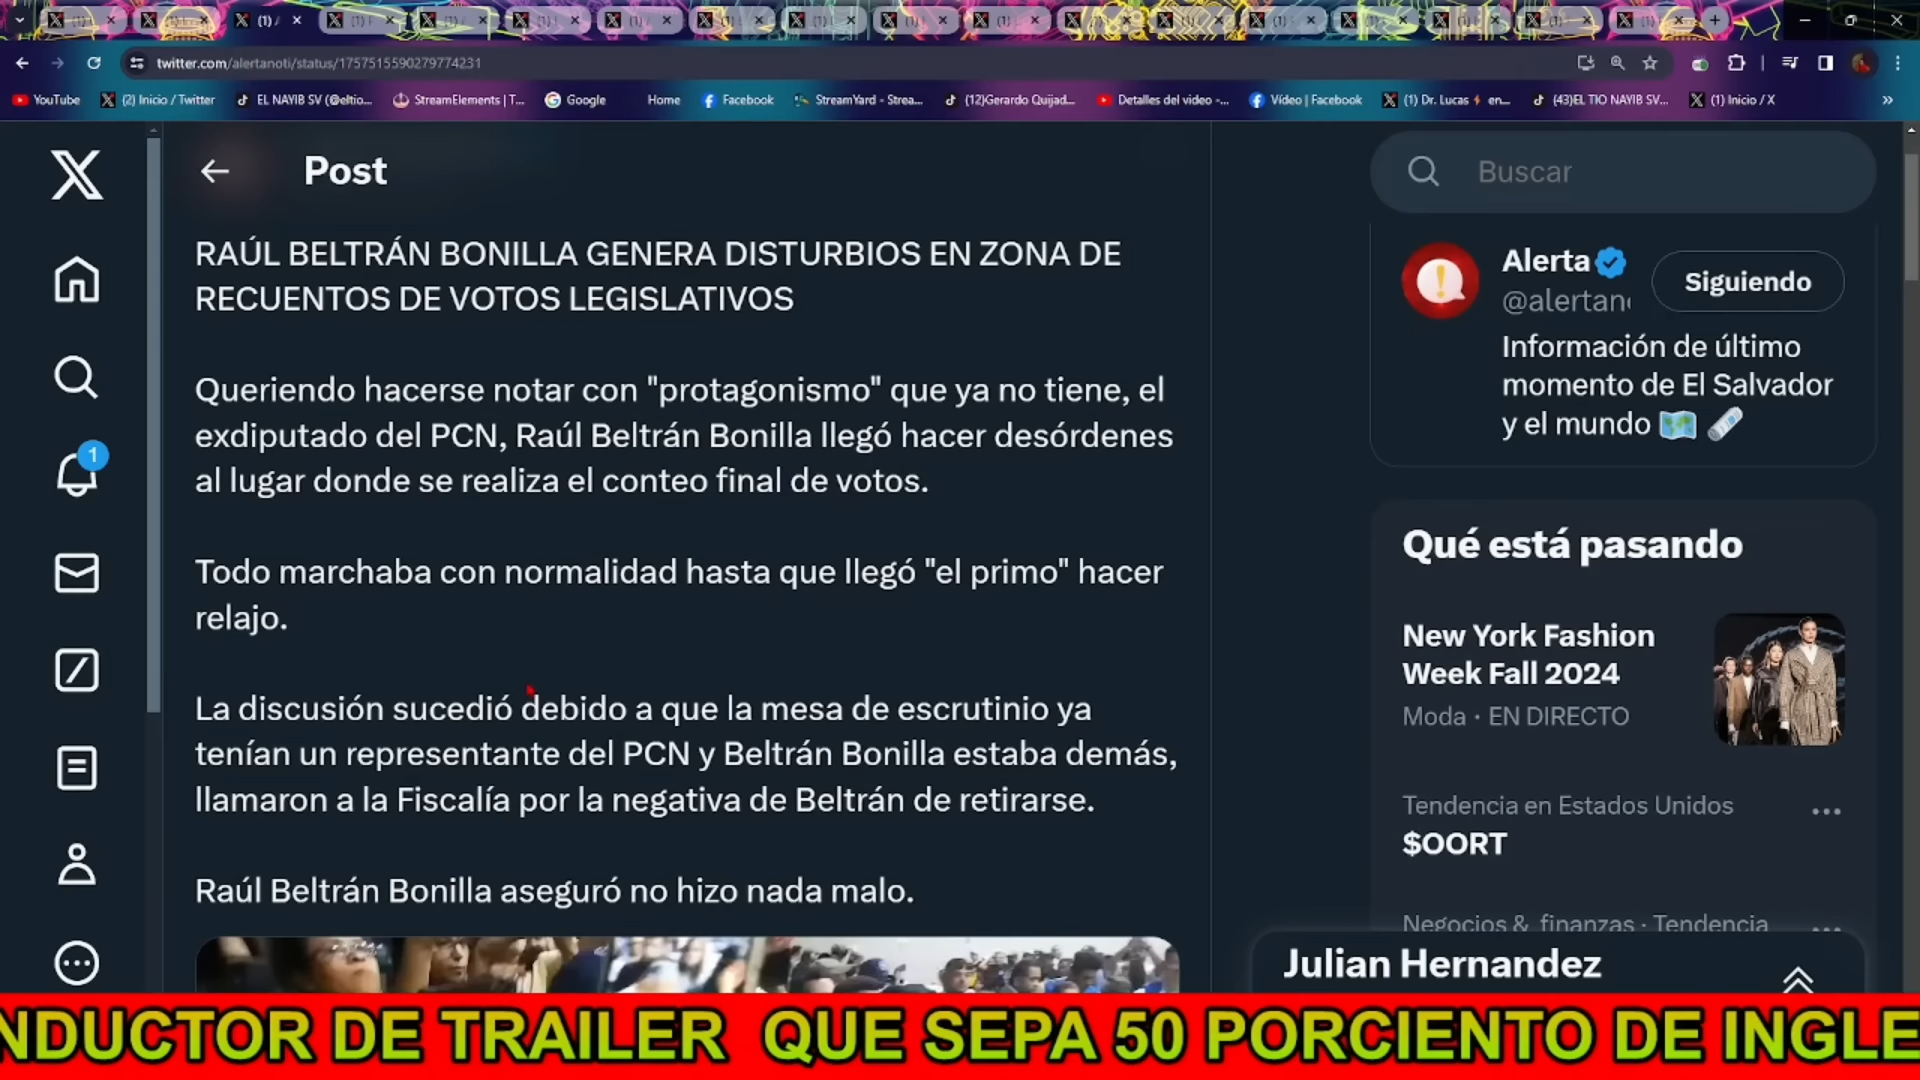 twitter.com/alertanoti/status/1757515590279774231
YouTube
(2) Inicio / Twitter
EL NAYIB SV (@eltio...
StreamElements | T...
Google
Home
Facebook
StreamYard - Strea...
(12)Gerardo Quijad...
Detalles del video -...
Vídeo | Facebook
(1) Dr. Lucas ⚡ en...
(43)EL TIO NAYIB SV...
(1) Inicio / X
Post
RAÚL BELTRÁN BONILLA GENERA DISTURBIOS EN ZONA DE
RECUENTOS DE VOTOS LEGISLATIVOS
Queriendo hacerse notar con "protagonismo" que ya no tiene, el
exdiputado del PCN, Raúl Beltrán Bonilla llegó hacer desórdenes
al lugar donde se realiza el conteo final de votos.
Todo marchaba con normalidad hasta que llegó "el primo" hacer
relajo.
La discusión sucedió debido a que la mesa de escrutinio ya
tenían un representante del PCN y Beltrán Bonilla estaba demás,
llamaron a la Fiscalía por la negativa de Beltrán de retirarse.
Raúl Beltrán Bonilla aseguró no hizo nada malo.
1
Buscar
Alerta
@alertan
Siguiendo
Información de último
momento de El Salvador
y el mundo
Qué está pasando
New York Fashion
Week Fall 2024
Moda · EN DIRECTO
Tendencia en Estados Unidos
$OORT
Negocios & finanzas · Tendencia
Julian Hernandez
NDUCTOR DE TRAILER QUE SEPA 50 PORCIENTO DE INGLE